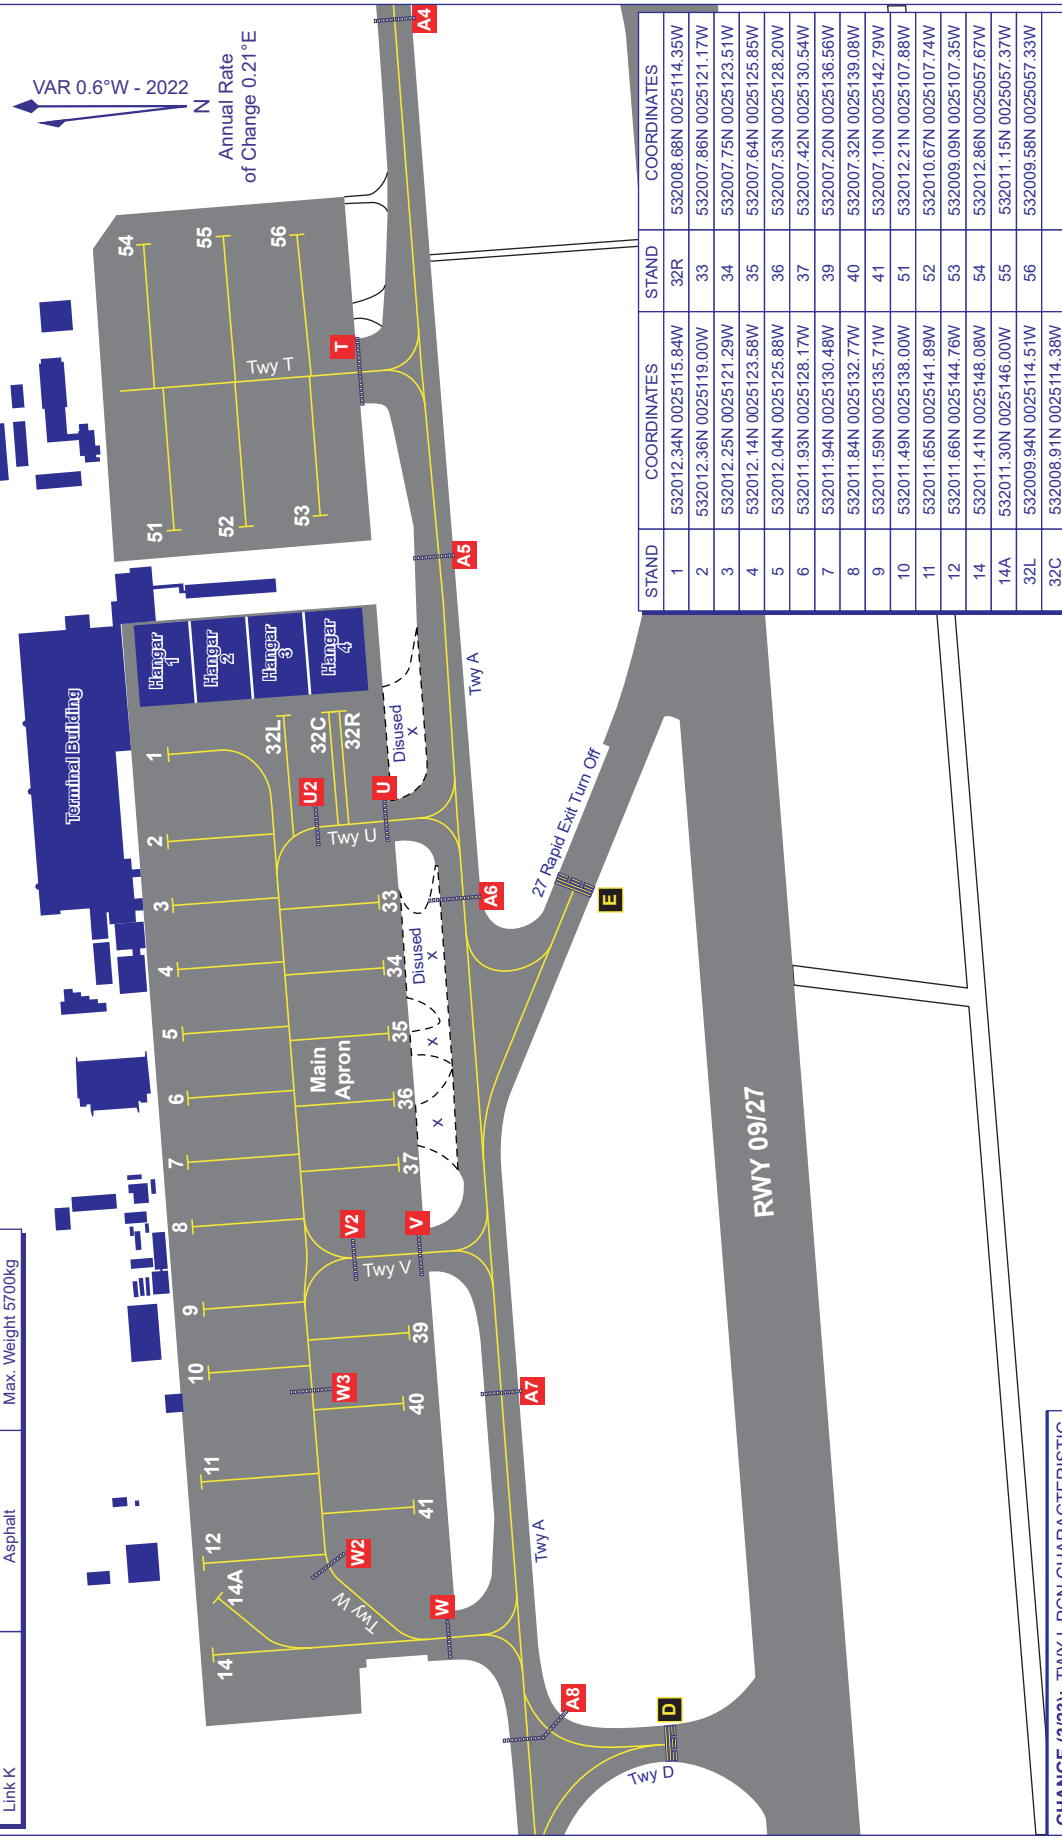 Link K
Asphalt
Max. Weight 5700kg
VAR 0.6°W - 2022
N
Annual Rate
of Change 0.21°E
Terminal Building
Hangar
1
Hangar
2
Hangar
3
Hangar
4
14
14A
12
11
10
9
8
7
6
5
4
3
2
1
51
52
53
54
55
56
Twy T
T
32L
32C
32R
U2
U
Twy U
33
34
35
36
37
Main
Apron
V2
V
Twy V
39
40
41
W3
W2
W
Twy W
Disused
x
Disused
x
x
x
A4
A5
A6
A7
A8
Twy A
Twy A
27 Rapid Exit Turn Off
E
D
Twy D
RWY 09/27
STAND COORDINATES STAND COORDINATES
1 532012.34N 0025115.84W 32R 532008.68N 0025114.35W
2 532012.36N 0025119.00W 33 532007.86N 0025121.17W
3 532012.25N 0025121.29W 34 532007.75N 0025123.51W
4 532012.14N 0025123.58W 35 532007.64N 0025125.85W
5 532012.04N 0025125.88W 36 532007.53N 0025128.20W
6 532011.93N 0025128.17W 37 532007.42N 0025130.54W
7 532011.94N 0025130.48W 39 532007.20N 0025136.56W
8 532011.84N 0025132.77W 40 532007.32N 0025139.08W
9 532011.59N 0025135.71W 41 532007.10N 0025142.79W
10 532011.49N 0025138.00W 51 532012.21N 0025107.88W
11 532011.65N 0025141.89W 52 532010.67N 0025107.74W
12 532011.66N 0025144.76W 53 532009.09N 0025107.35W
14 532011.41N 0025148.08W 54 532012.86N 0025057.67W
14A 532011.30N 0025146.00W 55 532011.15N 0025057.37W
32L 532009.94N 0025114.51W 56 532009.58N 0025057.33W
32C 532008.91N 0025114.38W
CHANGE (3/23): TWY J, PCN CHARACTERISTIC